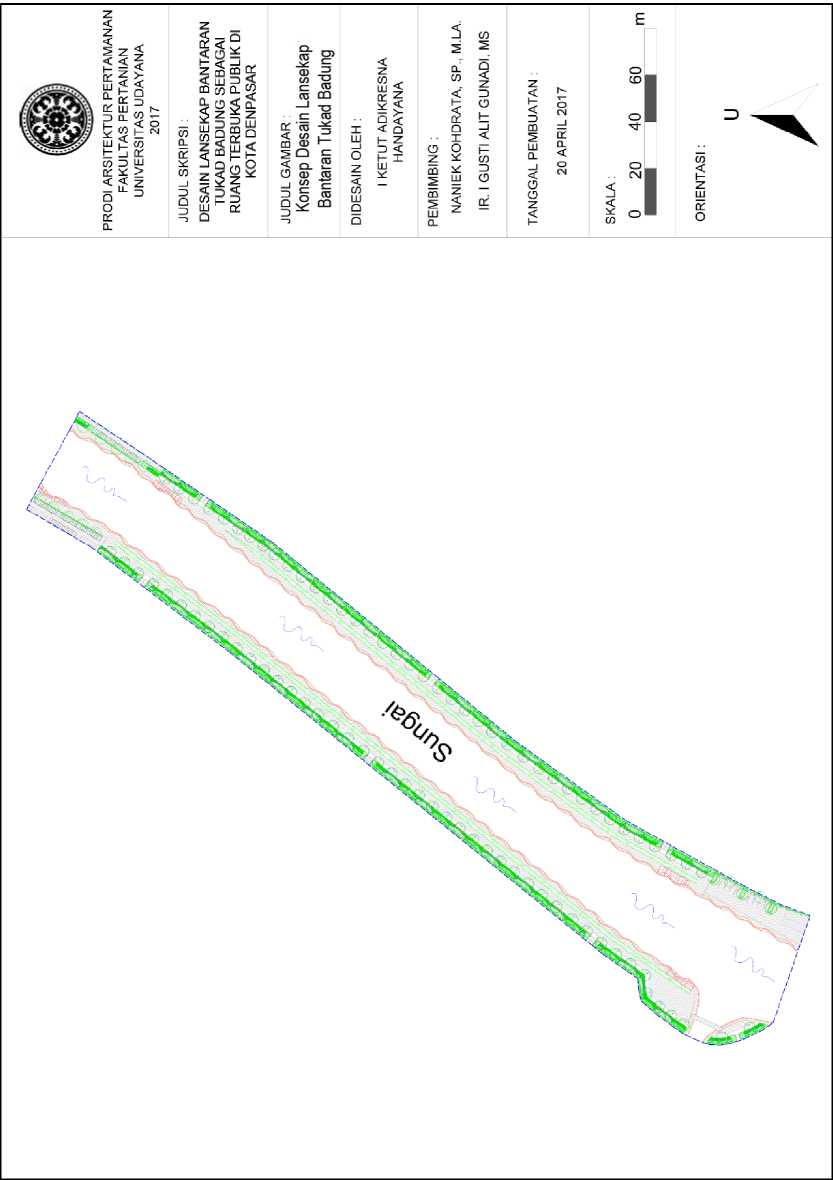 PRODI ARSITEKTUR PERTAMANAN
FAKULTAS PERTANIAN
UNIVERSITAS UDAYANA
2017
JUDUL SKRIPSI :
DESAIN LANSEKAP BANTARAN
TUKAD BADUNG SEBAGAI
RUANG TERBUKA PUBLIK DI
KOTA DENPASAR
JUDUL GAMBAR :
Konsep Desain Lansekap
Bantaran Tukad Badung
DIDESAIN OLEH :
I KETUT ADIKRESNA
HANDAYANA
PEMBIMBING :
NANIEK KOHDRATA, SP., M.LA.
IR. I GUSTI ALIT GUNADI, MS
TANGGAL PEMBUATAN :
20 APRIL 2017
SKALA :
0 20 40 60 m
ORIENTASI :
U
Sungai